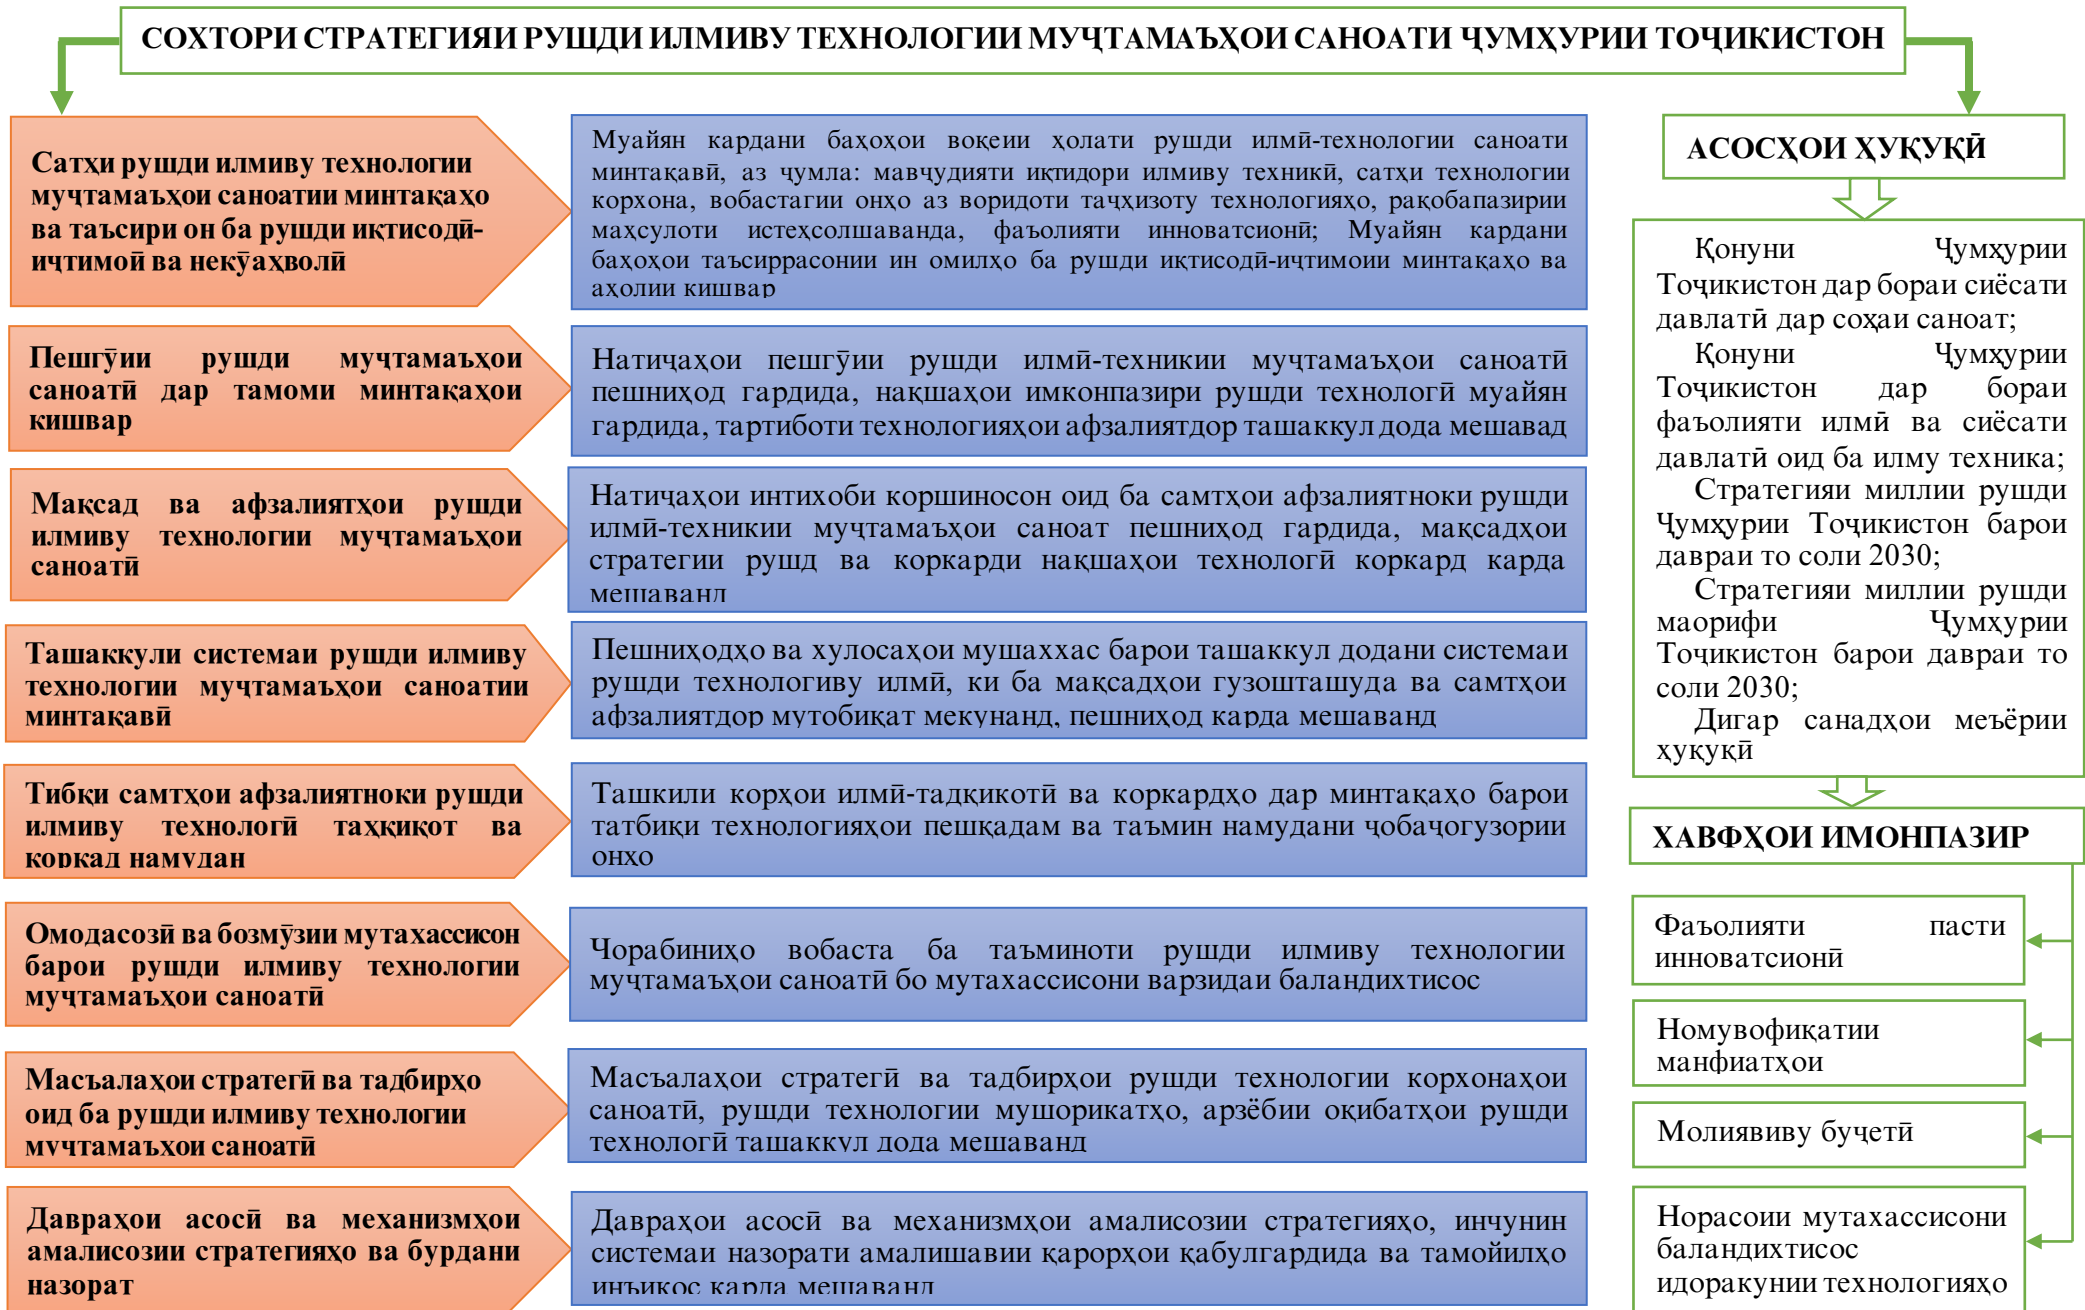 СОХТОРИ СТРАТЕГИЯИ РУШДИ ИЛМИВУ ТЕХНОЛОГИИ МУҶТАМАЪҲОИ САНОАТИ ҶУМҲУРИИ ТОҶИКИСТОН
Сатҳи рушди илмиву технологии
муҷтамаъҳои саноатии минтақаҳо
ва таъсири он ба рушди иқтисодӣ-
иҷтимоӣ ва некӯаҳволӣ
Муайян кардани баҳоҳои воқеии ҳолати рушди илмӣ-технологии саноати
минтақавӣ, аз ҷумла: мавҷудияти иқтидори илмиву техникӣ, сатҳи технологии
корхона, вобастагии онҳо аз воридоти таҷҳизоту технологияҳо, рақобапазирии
маҳсулоти истеҳсолшаванда, фаъолияти инноватсионӣ; Муайян кардани
баҳоҳои таъсиррасонии ин омилҳо ба рушди иқтисодӣ-иҷтимоии минтақаҳо ва
аҳолии кишвар
Пешгӯии рушди муҷтамаъҳои
саноатӣ дар тамоми минтақаҳои
кишвар
Натиҷаҳои пешгӯии рушди илмӣ-техникии муҷтамаъҳои саноатӣ
пешниҳод гардида, нақшаҳои имконпазири рушди технологӣ муайян
гардида, тартиботи технологияҳои афзалиятдор ташаккул дода мешавад
Мақсад ва афзалиятҳои рушди
илмиву технологии муҷтамаъҳои
саноатӣ
Натиҷаҳои интихоби коршиносон оид ба самтҳои афзалиятноки рушди
илмӣ-техникии муҷтамаъҳои саноат пешниҳод гардида, мақсадҳои
стратегии рушд ва коркарди нақшаҳои технологӣ коркард карда
мешаванд
Ташаккули системаи рушди илмиву
технологии муҷтамаъҳои саноатии
минтақавӣ
Пешниҳодҳо ва хулосаҳои мушаххас барои ташаккул додани системаи
рушди технологиву илмӣ, ки ба мақсадҳои гузошташуда ва самтҳои
афзалиятдор мутобиқат мекунанд, пешниҳод карда мешаванд
Тибқи самтҳои афзалиятноки рушди
илмиву технологӣ таҳқиқот ва
коркад намудан
Ташкили корҳои илмӣ-тадқикотӣ ва коркардҳо дар минтақаҳо барои
татбиқи технологияҳои пешқадам ва таъмин намудани ҷобаҷогузории
онҳо
Омодасозӣ ва бозмӯзии мутахассисон
барои рушди илмиву технологии
муҷтамаъҳои саноатӣ
Чорабиниҳо вобаста ба таъминоти рушди илмиву технологии
муҷтамаъҳои саноатӣ бо мутахассисони варзидаи баландихтисос
Масъалаҳои стратегӣ ва тадбирҳо
оид ба рушди илмиву технологии
муҷтамаъҳои саноатӣ
Масъалаҳои стратегӣ ва тадбирҳои рушди технологии корхонаҳои
саноатӣ, рушди технологии мушорикатҳо, арзёбии оқибатҳои рушди
технологӣ ташаккул дода мешаванд
Давраҳои асосӣ ва механизмҳои
амалисозии стратегияҳо ва бурдани
назорат
Давраҳои асосӣ ва механизмҳои амалисозии стратегияҳо, инчунин
системаи назорати амалишавии қарорҳои қабулгардида ва тамойилҳо
инъикос карда мешаванд
АСОСҲОИ ҲУҚУҚӢ
Қонуни Ҷумҳурии
Тоҷикистон дар бораи сиёсати
давлатӣ дар соҳаи саноат;
Қонуни Ҷумҳурии
Тоҷикистон дар бораи
фаъолияти илмӣ ва сиёсати
давлатӣ оид ба илму техника;
Стратегияи миллии рушди
Ҷумҳурии Тоҷикистон барои
давраи то соли 2030;
Стратегияи миллии рушди
маорифи Ҷумҳурии
Тоҷикистон барои давраи то
соли 2030;
Дигар санадҳои меъёрии
ҳуқуқӣ
ХАВФҲОИ ИМОНПАЗИР
Фаъолияти пасти
инноватсионӣ
Номувофиқатии
манфиатҳои
Молиявиву буҷетӣ
Норасоии мутахассисони
баландихтисос
идоракунии технологияҳо